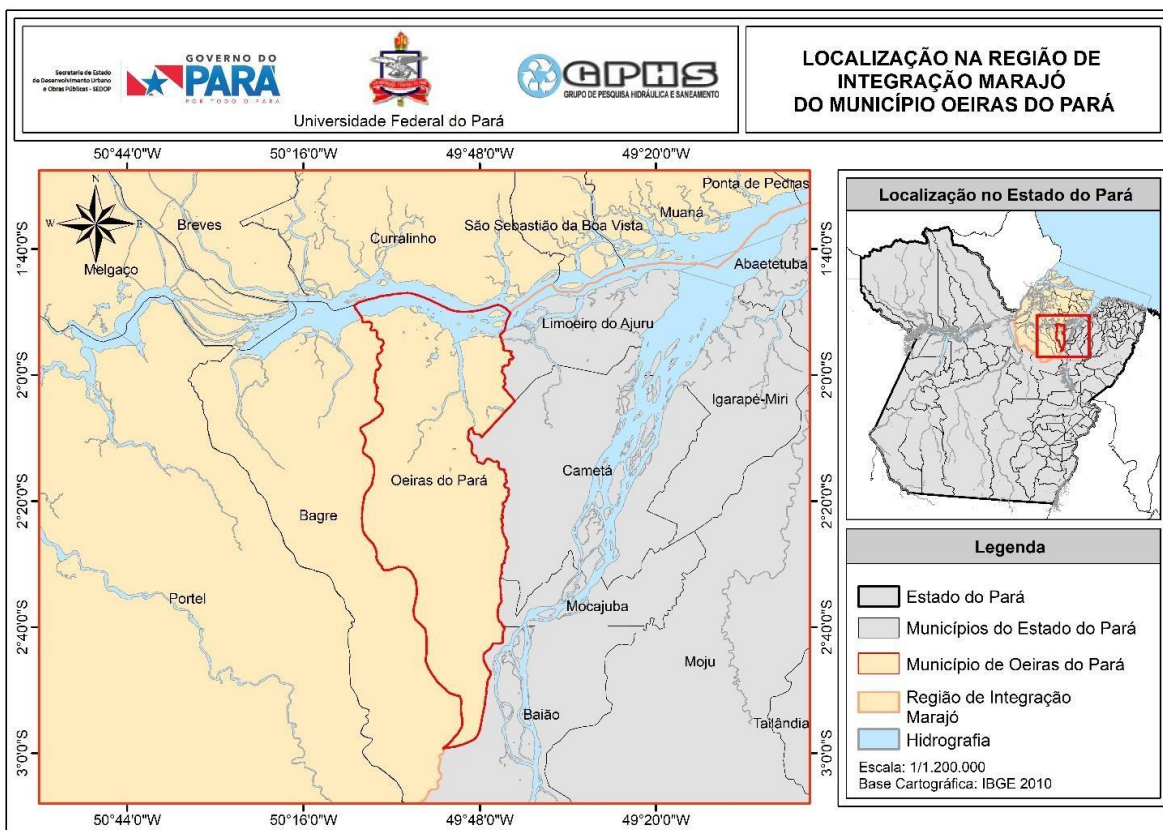 Secretaria de Estado
de Desenvolvimento Urbano
e Obras Públicas - SEDOP
GOVERNO DO
PARÁ
POR TODO O PARÁ
Universidade Federal do Pará
GPHS
GRUPO DE PESQUISA HIDRÁULICA E SANEAMENTO
LOCALIZAÇÃO NA REGIÃO DE
INTEGRAÇÃO MARAJÓ
DO MUNICÍPIO OEIRAS DO PARÁ
50°44'0"W 50°16'0"W 49°48'0"W 49°20'0"W
N
W E
S
Ponta de Pedras
Muaná
São Sebastião da Boa Vista
Breves
Curralinho
Melgaço
Abaetetuba
Limoeiro do Ajuru
Igarapé-Miri
Cametá
Oeiras do Pará
Bagre
Portel
Mocajuba
Moju
Baião
Tailândia
1°40'0"S
2°0'0"S
2°20'0"S
2°40'0"S
3°0'0"S
1°40'0"S
2°0'0"S
2°20'0"S
2°40'0"S
3°0'0"S
50°44'0"W 50°16'0"W 49°48'0"W 49°20'0"W
Localização no Estado do Pará
Legenda
Estado do Pará
Municípios do Estado do Pará
Município de Oeiras do Pará
Região de Integração
Marajó
Hidrografia
Escala: 1/1.200.000
Base Cartográfica: IBGE 2010